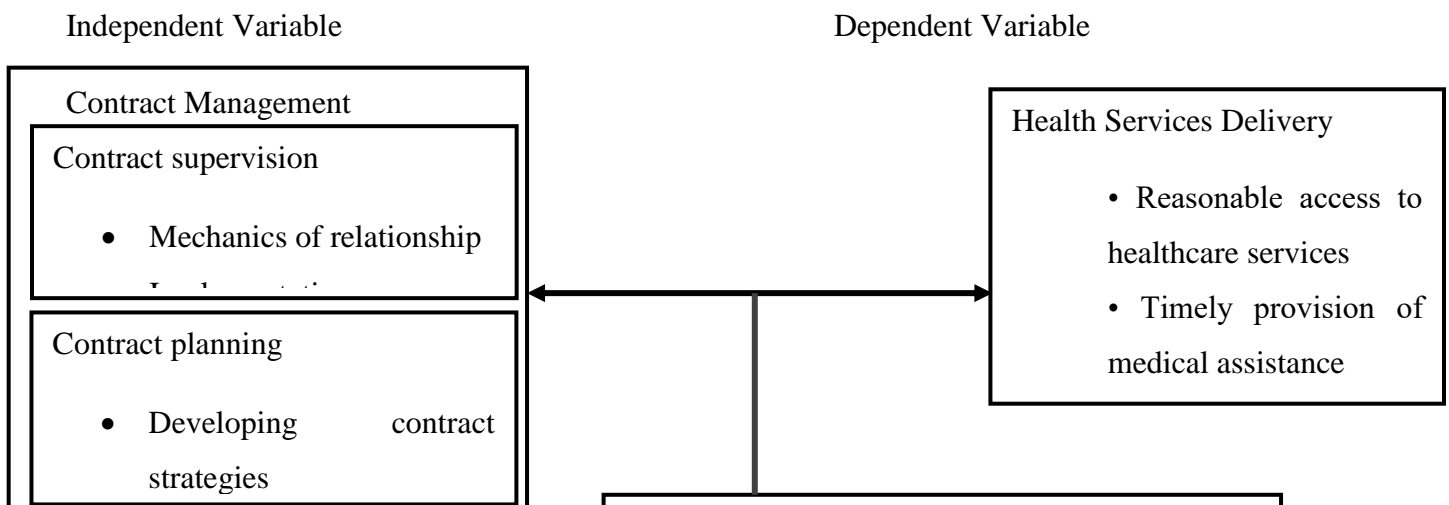 Independent Variable
Dependent Variable
Contract Management
Contract supervision
• Mechanics of relationship
Contract planning
• Developing contract
strategies
Health Services Delivery
• Reasonable access to
healthcare services
• Timely provision of
medical assistance